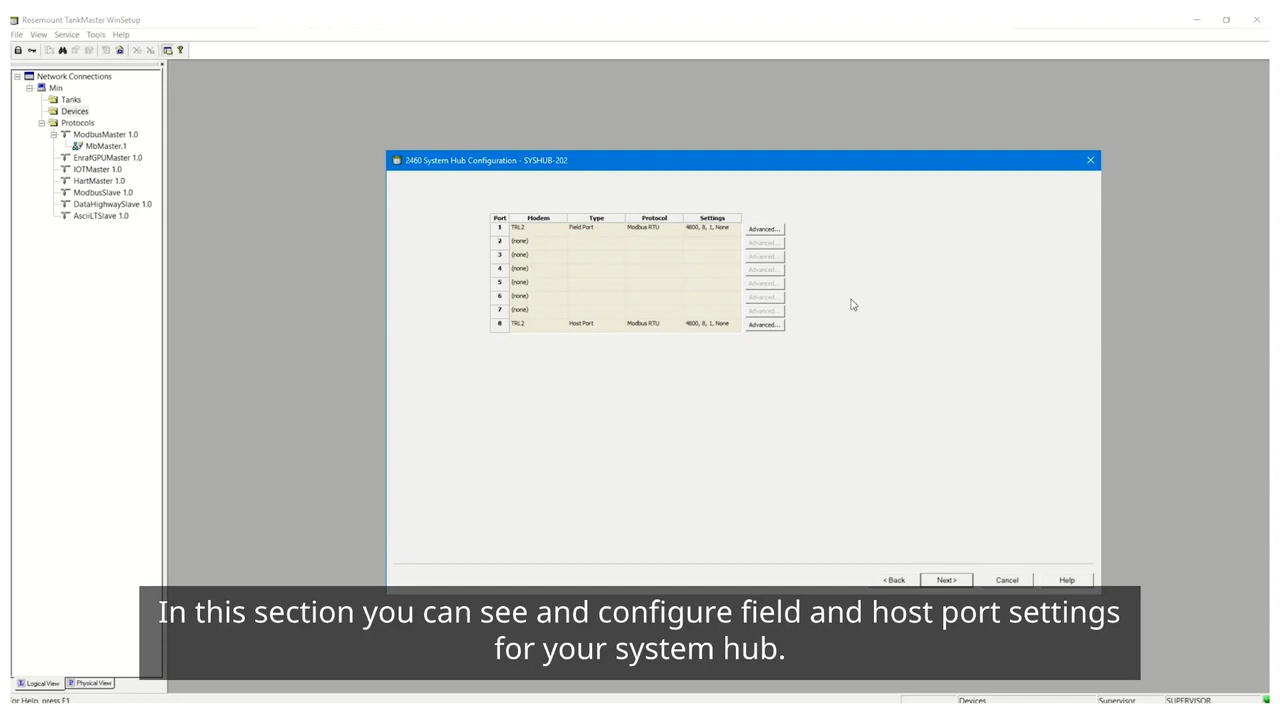 Rosemount TankMaster WinSetup
File View Service Tools Help
Network Connections
Min
Tanks
Devices
Protocols
ModbusMaster 1.0
MbMaster.1
EnrafGPUMaster 1.0
IOTMaster 1.0
HartMaster 1.0
ModbusSlave 1.0
DataHighwaySlave 1.0
AsciiLTSlave 1.0
2460 System Hub Configuration - SYSHUB-202
Port Modem Type Protocol Settings
1 TRL2 Field Port Modbus RTU 4800, 8, 1, None Advanced...
2 (none) Advanced...
3 (none) Advanced...
4 (none) Advanced...
5 (none) Advanced...
6 (none) Advanced...
7 (none) Advanced...
8 TRL2 Host Port Modbus RTU 4800, 8, 1, None Advanced...
< Back Next > Cancel Help
In this section you can see and configure field and host port settings
for your system hub.
Logical View Physical View
or Help, press F1 Devices Supervisor SUPERVISOR